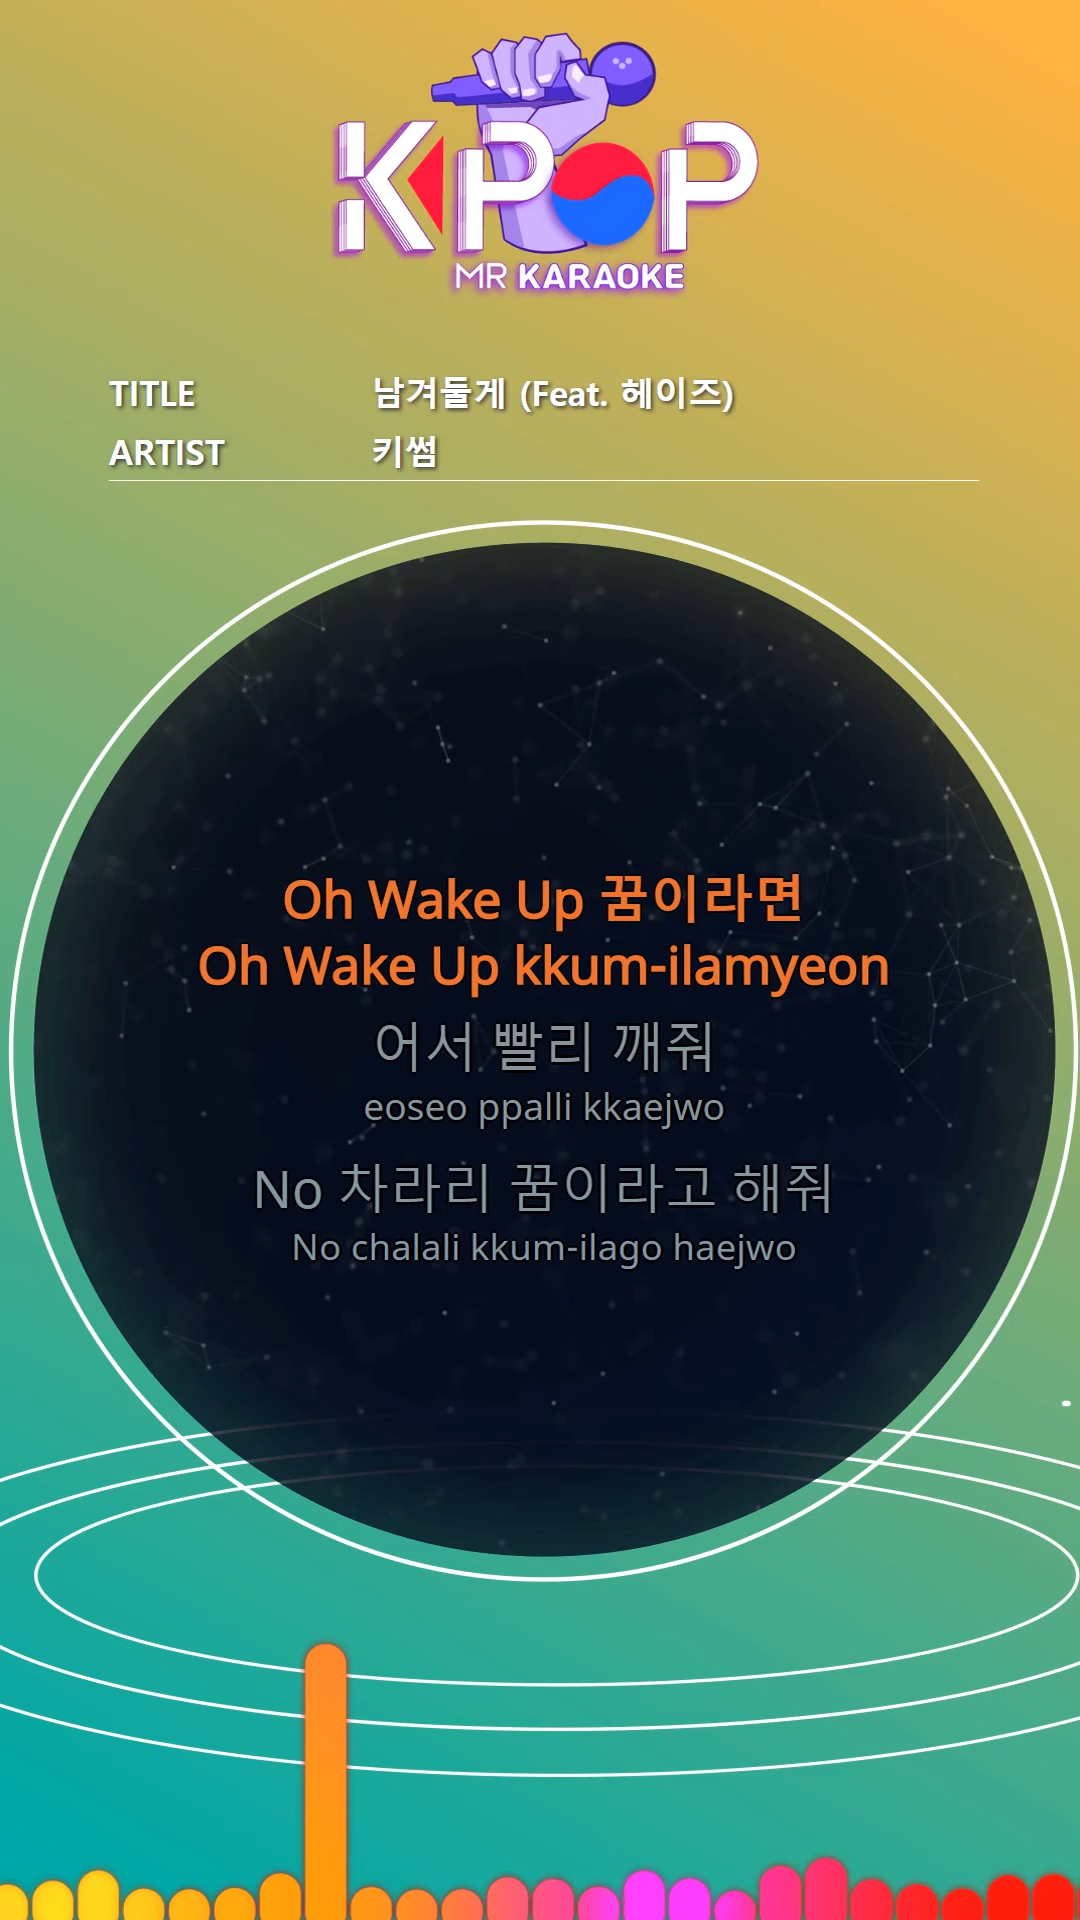 KPOP
MR KARAOKE
TITLE 남겨둘게 (Feat. 헤이즈)
ARTIST 키썸
Oh Wake Up 꿈이라면
Oh Wake Up kkum-ilamyeon
어서 빨리 깨줘
eoseo ppalli kkaejwo
No 차라리 꿈이라고 해줘
No chalali kkum-ilago haejwo